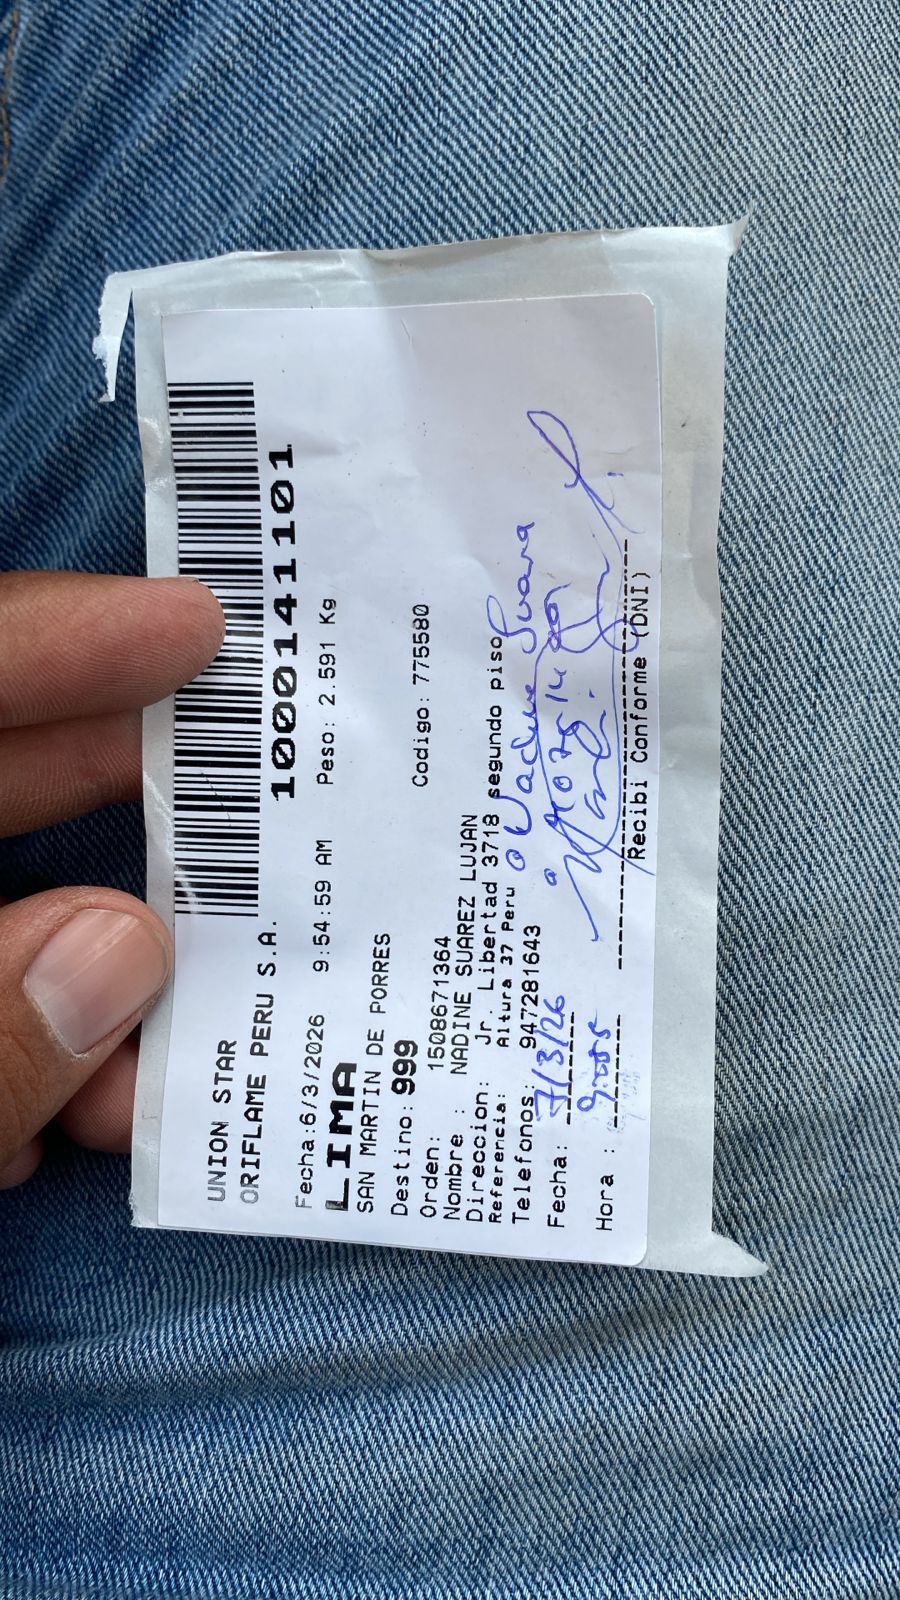 UNION STAR
ORIFLAME PERU S.A.
1000141101
Fecha:6/3/2026 9:54:59 AM Peso: 2.591 Kg
LIMA
SAN MARTIN DE PORRES
Destino: 999 Codigo: 775580
Orden: 1508671364
Nombre : NADINE SUAREZ LUJAN
Direccion: Jr. Libertad 3718 segundo piso
Referencia: Altura 37 Peru
Telefonos: 947281643
Fecha: 7/3/26
Hora :
Recibi Conforme (DNI)